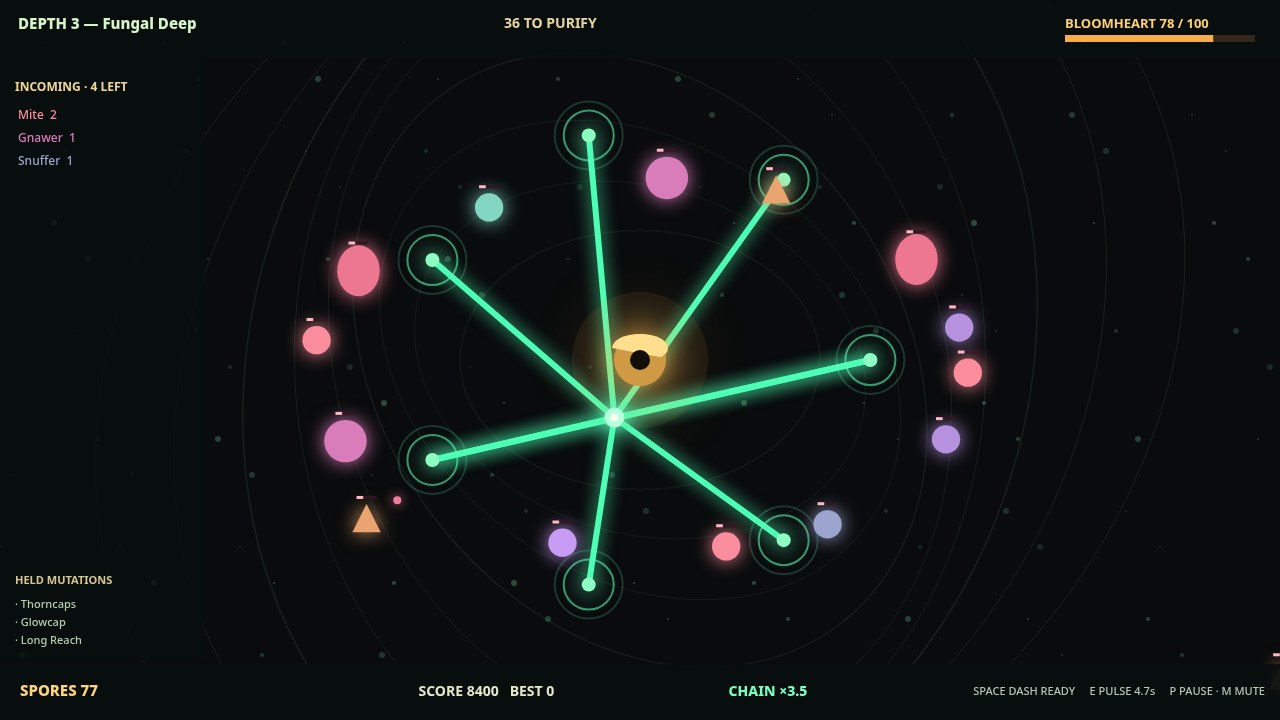 DEPTH 3 — Fungal Deep
36 TO PURIFY
BLOOMHEART 78 / 100
INCOMING · 4 LEFT
Mite 2
Gnawer 1
Snuffer 1
HELD MUTATIONS
· Thorncaps
· Glowcap
· Long Reach
SPORES 77
SCORE 8400 BEST 0
CHAIN ×3.5
SPACE DASH READY E PULSE 4.7s P PAUSE · M MUTE